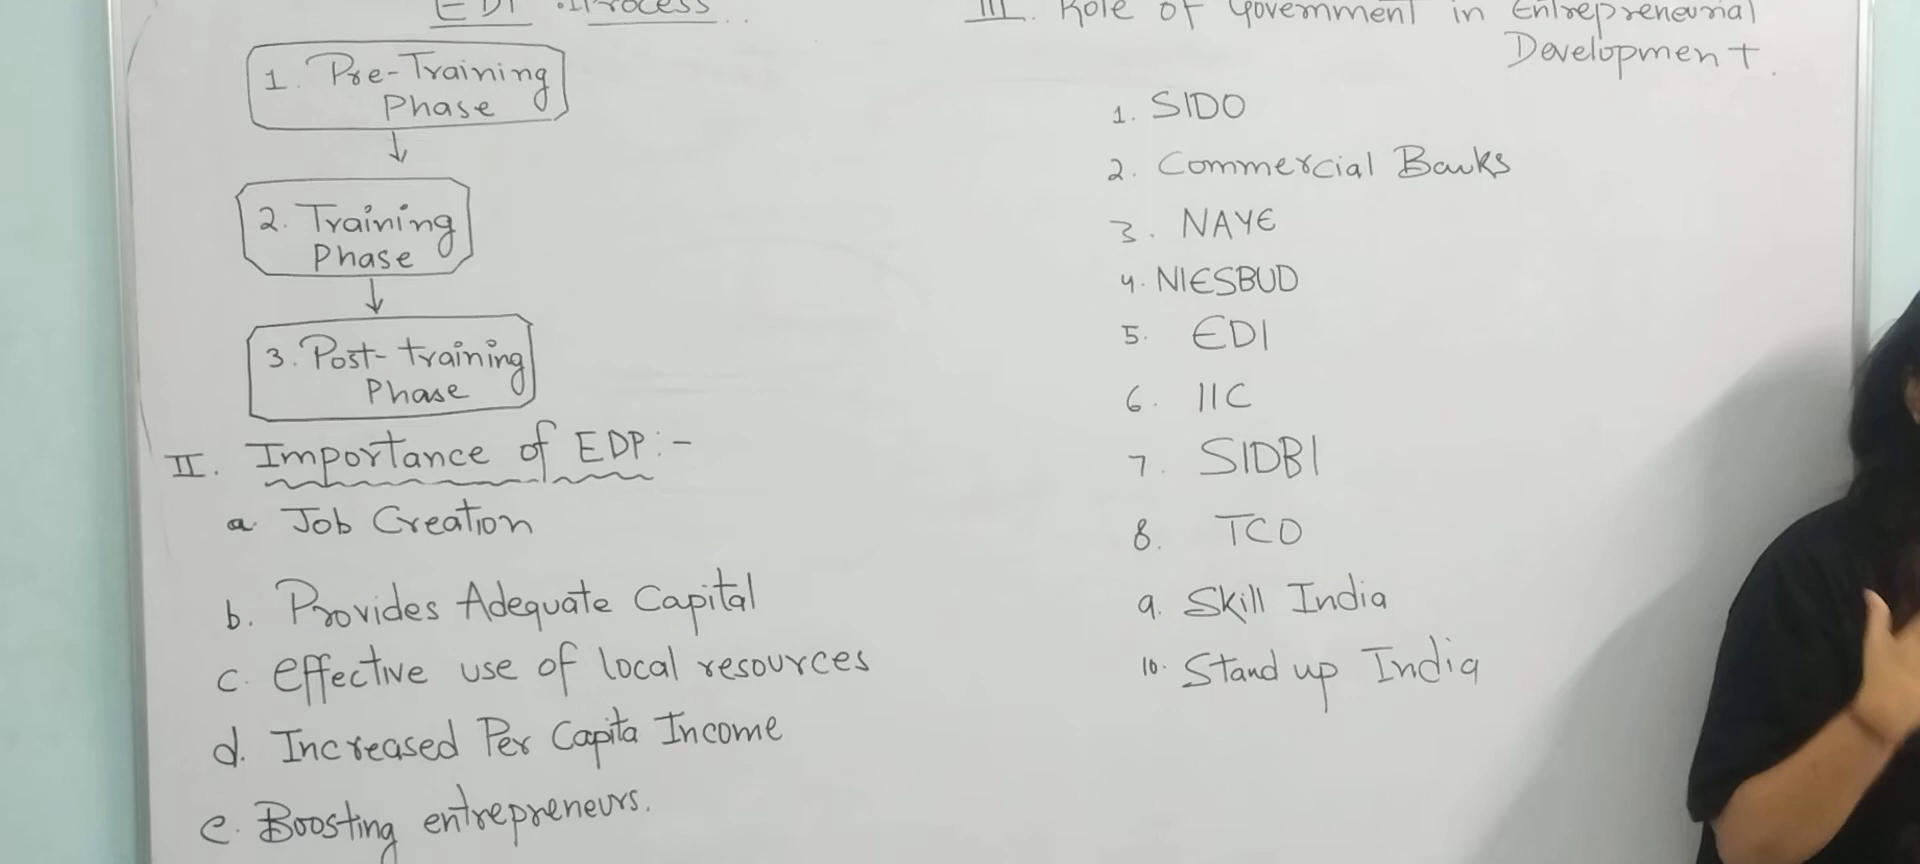 EDP Process
1. Pre-Training
Phase
2. Training
Phase
3. Post-training
Phase
II. Importance of EDP:-
a. Job Creation
b. Provides Adequate Capital
c. effective use of local resources
d. Increased Per Capita Income
e. Boosting entrepreneurs.
III. Role of Government in Entrepreneurial
Development.
1. SIDO
2. Commercial Banks
3. NAYE
4. NIESBUD
5. EDI
6. IIC
7. SIDBI
8. TCO
9. Skill India
10. Stand up India